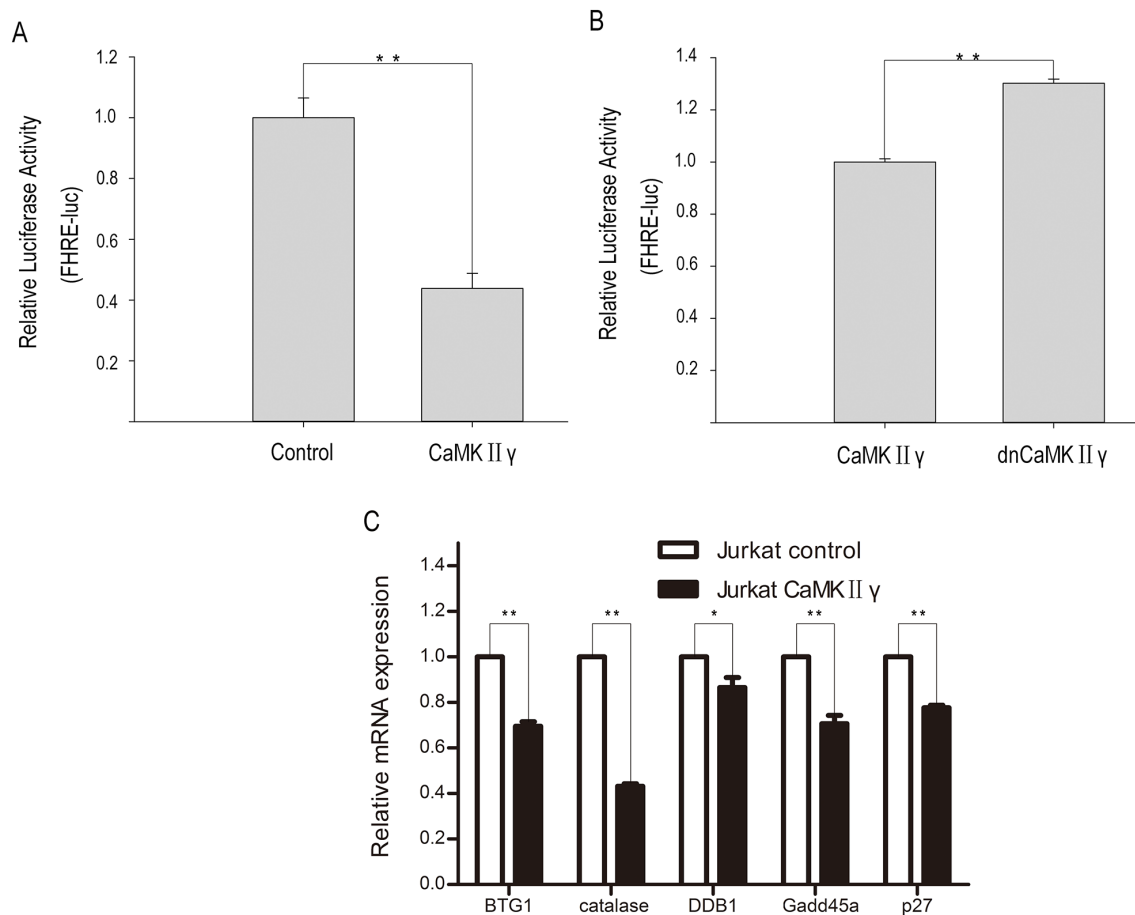 A
Relative Luciferase Activity
(FHRE-luc)
1.2
1.0
0.8
0.6
0.4
0.2
* *
Control
CaMK Ⅱ γ
B
Relative Luciferase Activity
(FHRE-luc)
1.4
1.2
1.0
0.8
0.6
0.4
0.2
* *
CaMK Ⅱ γ
dnCaMK Ⅱ γ
C
Relative mRNA expression
1.4
1.2
1.0
0.8
0.6
0.4
0.2
0.0
Jurkat control
Jurkat CaMK Ⅱ γ
**
**
*
**
**
BTG1
catalase
DDB1
Gadd45a
p27